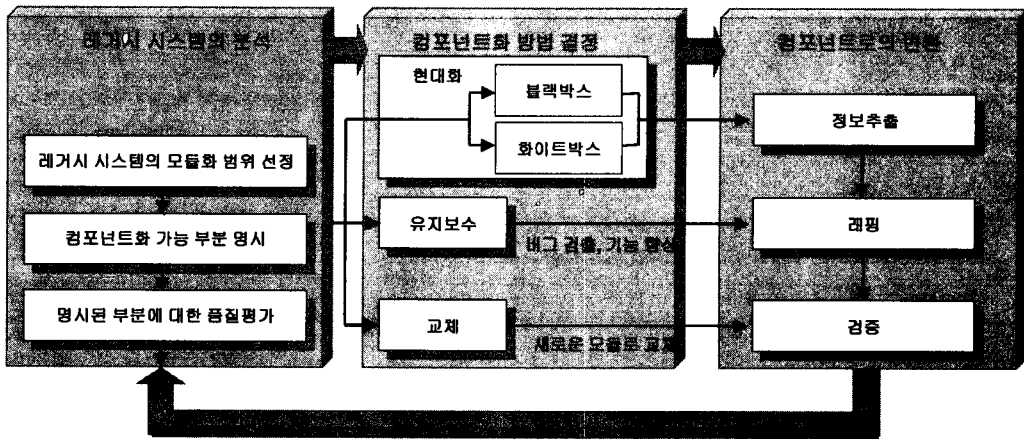 레거시 시스템의 분석
레거시 시스템의 모듈화 범위 선정
컴포넌트화 가능 부분 명시
명시된 부분에 대한 품질평가
컴포넌트화 방법 결정
현대화
블랙박스
화이트박스
유지보수
버그 검출, 기능 향상
교체
새로운 모듈로 교체
컴포넌트로의 변환
정보추출
래핑
검증